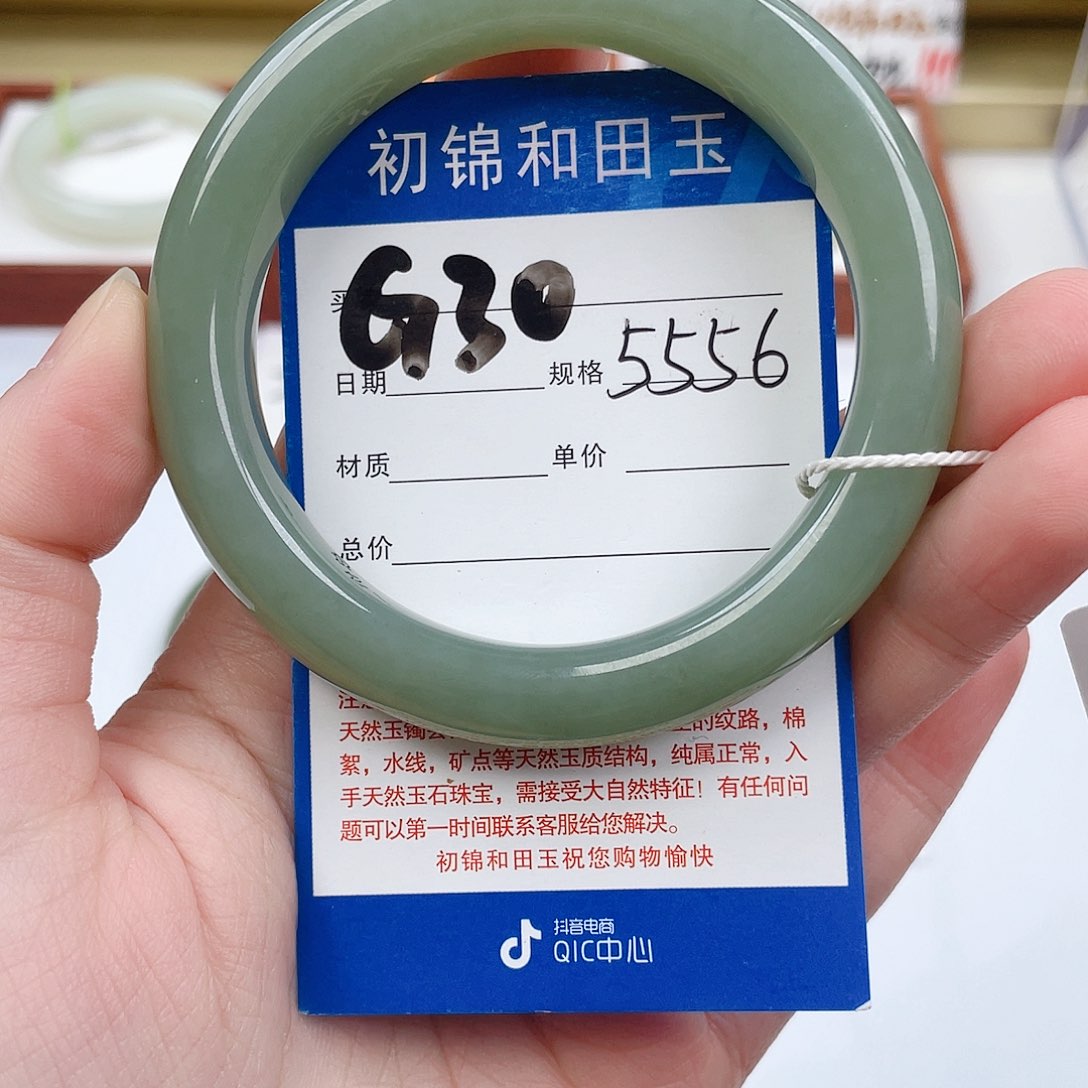 初锦和田玉
G30
日期 规格 5556
材质 单价
总价
天然玉镯 的纹路，棉
絮，水线，矿点等天然玉质结构，纯属正常，入
手天然玉石珠宝，需接受大自然特征！有任何问
题可以第一时间联系客服给您解决。
初锦和田玉祝您购物愉快
抖音电商
QIC中心